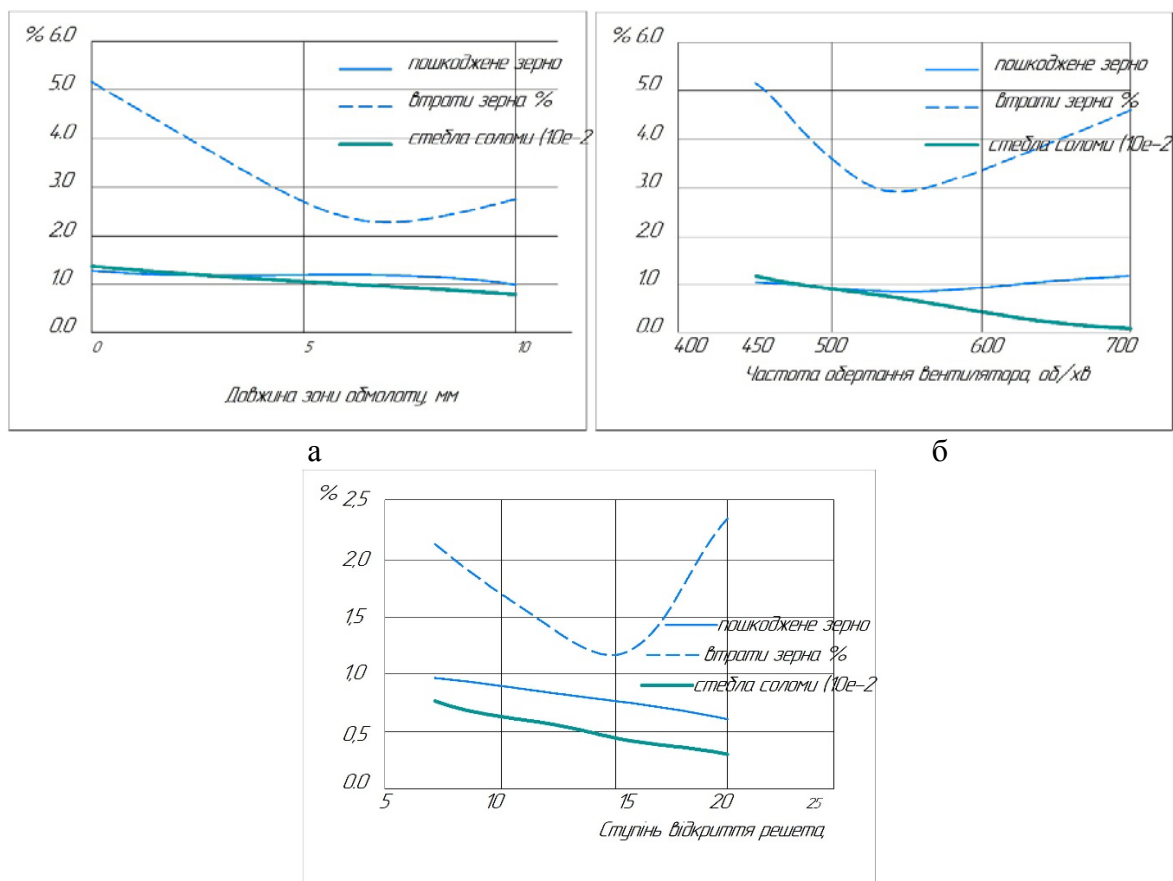 % 6.0
5.0
4.0
3.0
2.0
1.0
0.0
0 5 10
пошкоджене зерно
втрати зерна %
стебла соломи (10е-2
Довжина зони обмолоту, мм
а
% 6.0
5.0
4.0
3.0
2.0
1.0
0.0
400 450 500 600 700
пошкоджене зерно
втрати зерна %
стебла соломи (10е-2
Частота обертання вентилятора, об/хв
б
% 2,5
2,0
1,5
1,0
0,5
0.0
5 10 15 20 25
пошкоджене зерно
втрати зерна %
стебла соломи (10е-2
Ступінь відкриття решета,